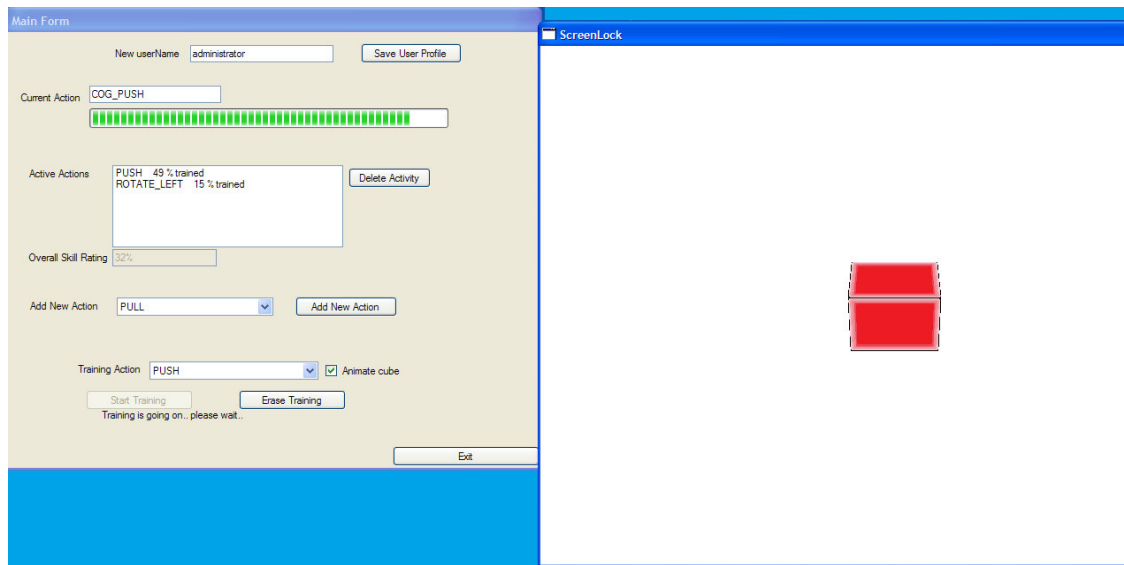 Main Form
New userName administrator Save User Profile
Current Action COG_PUSH
Active Actions PUSH 49 % trained
ROTATE_LEFT 15 % trained
Delete Activity
Overall Skill Rating 32%
Add New Action PULL Add New Action
Training Action PUSH Animate cube
Start Training Erase Training
Training is going on.. please wait..
Exit
ScreenLock